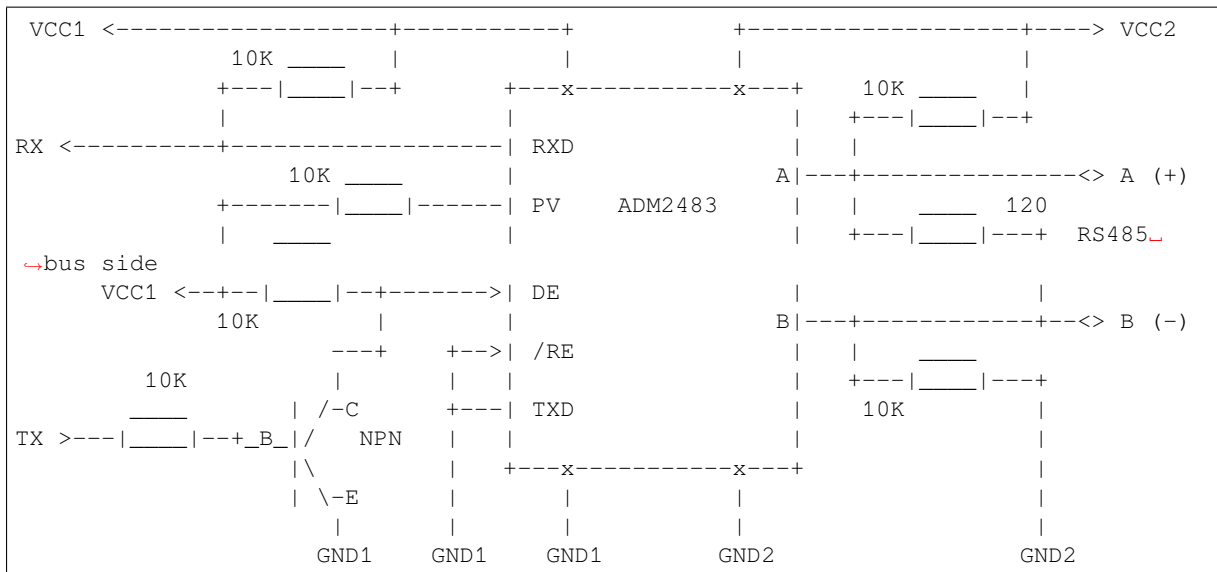 VCC1 <--------------------+-----------+           +--------------------+----> VCC2
              10K ____    |           |           |                    |
             +---|____|--+       +---x-----------x---+    10K ____     |
             |                   |                   |   +---|____|--+
RX <----------+-------------------| RXD               |   |
                  10K ____        |                  A|---+---------------<> A (+)
             +-------|____|------| PV    ADM2483     |   |    ____  120
             |   ____            |                   |   +---|____|---+  RS485␣
↪bus side
     VCC1 <--+--|____|--+------->| DE                |                |
             10K        |        |                  B|---+------------+--<> B (-)
                     ---+    +-->| /RE               |   |    ____
        10K          |       |   |                   |   +---|____|---+
       ____       | /-C      +---| TXD               |    10K         |
TX >---|____|--+_B_|/   NPN   |   |                   |                |
                  |\         |   +---x-----------x---+                |
                  | \-E      |       |           |                    |
                     |       |       |           |                    |
                    GND1    GND1    GND1        GND2                 GND2